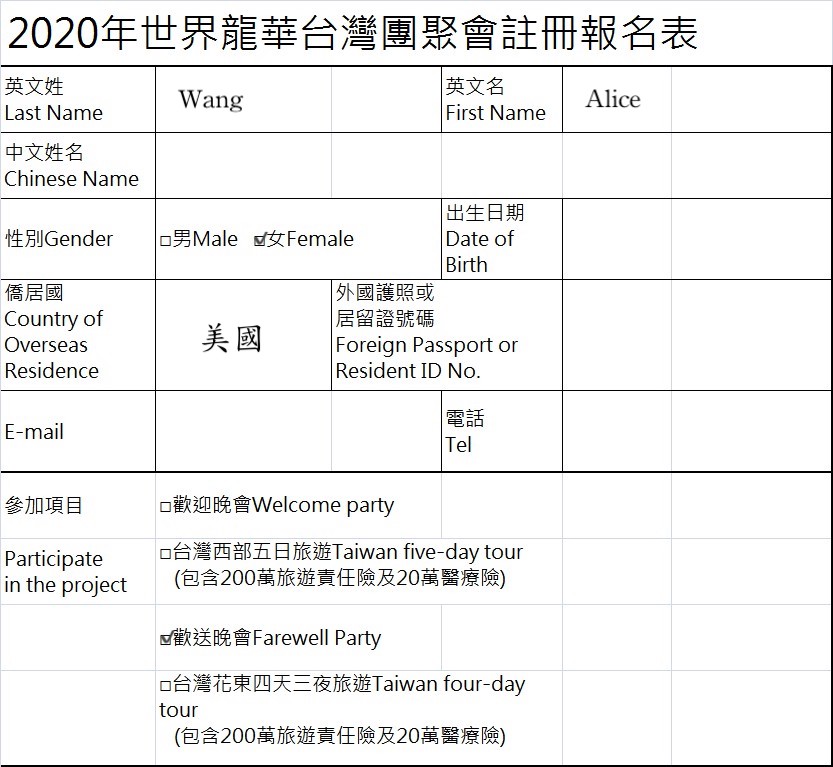 2020年世界龍華台灣團聚會註冊報名表
英文姓
Last Name
Wang
英文名
First Name
Alice
中文姓名
Chinese Name
性別Gender
□男Male ☑女Female
出生日期
Date of
Birth
僑居國
Country of
Overseas
Residence
美國
外國護照或
居留證號碼
Foreign Passport or
Resident ID No.
E-mail
電話
Tel
參加項目
□歡迎晚會Welcome party
Participate
in the project
□台灣西部五日旅遊Taiwan five-day tour
(包含200萬旅遊責任險及20萬醫療險)
☑歡送晚會Farewell Party
□台灣花東四天三夜旅遊Taiwan four-day
tour
(包含200萬旅遊責任險及20萬醫療險)